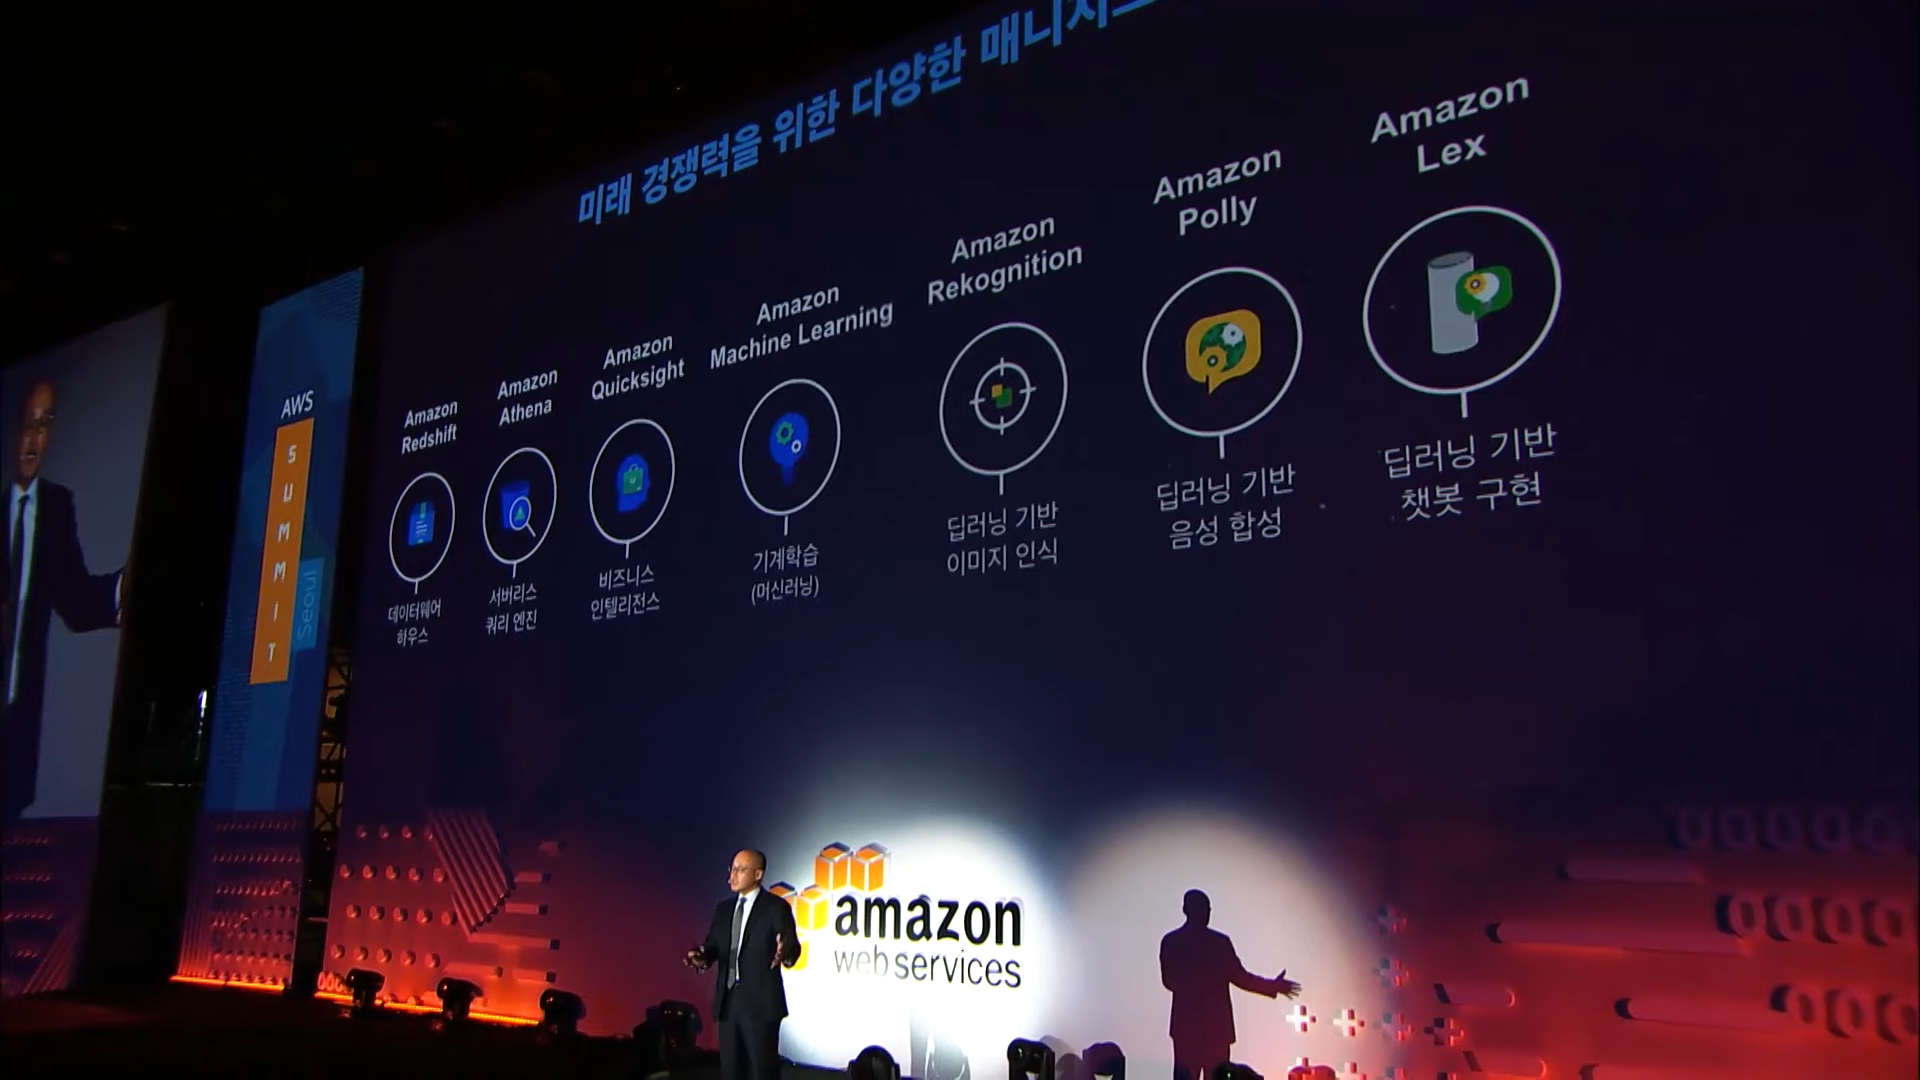 미래 경쟁력을 위한 다양한 매니지드
Amazon
Redshift
데이터웨어
하우스
Amazon
Athena
서버리스
쿼리 엔진
Amazon
Quicksight
비즈니스
인텔리전스
Amazon
Machine Learning
기계학습
(머신러닝)
Amazon
Rekognition
딥러닝 기반
이미지 인식
Amazon
Polly
딥러닝 기반
음성 합성
Amazon
Lex
딥러닝 기반
챗봇 구현
AWS
SUMMIT
Seoul
amazon
web services